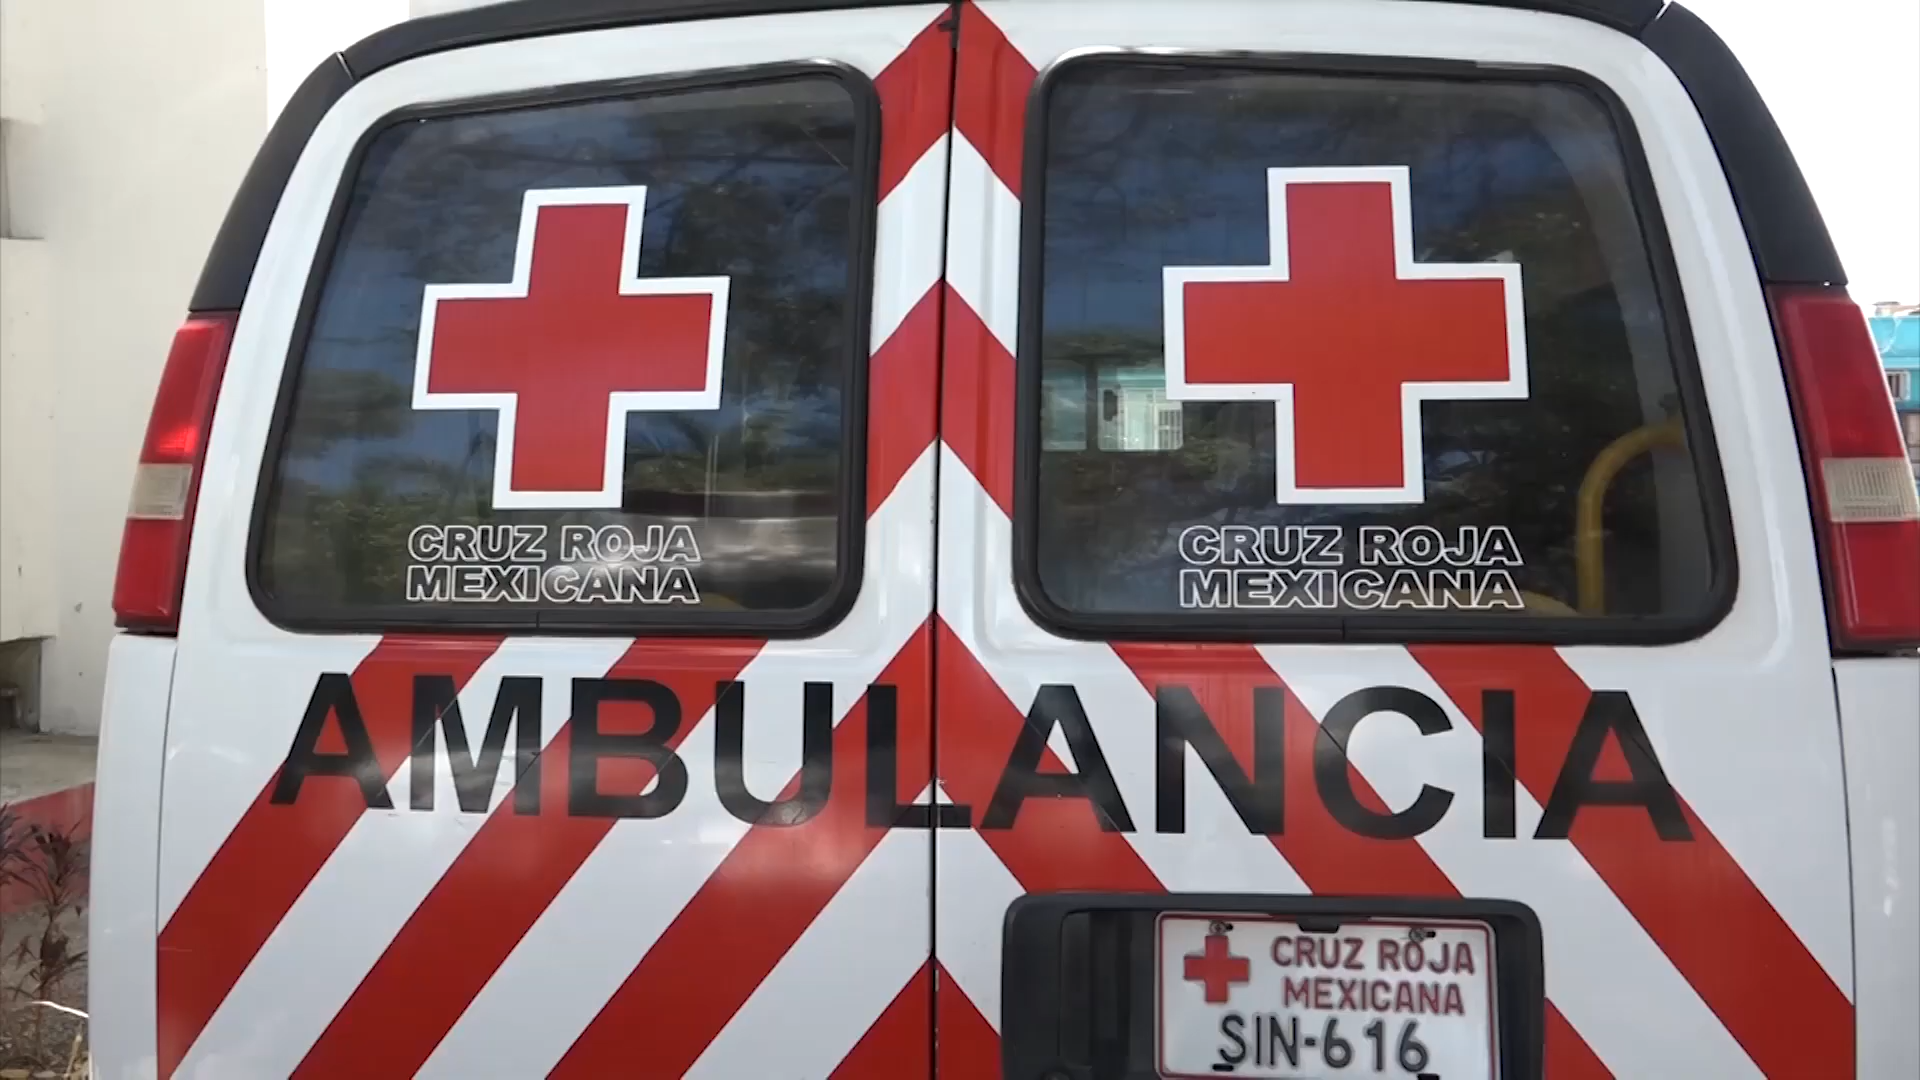 CRUZ ROJA
MEXICANA
CRUZ ROJA
MEXICANA
AMBULANCIA
CRUZ ROJA
MEXICANA
SIN-616